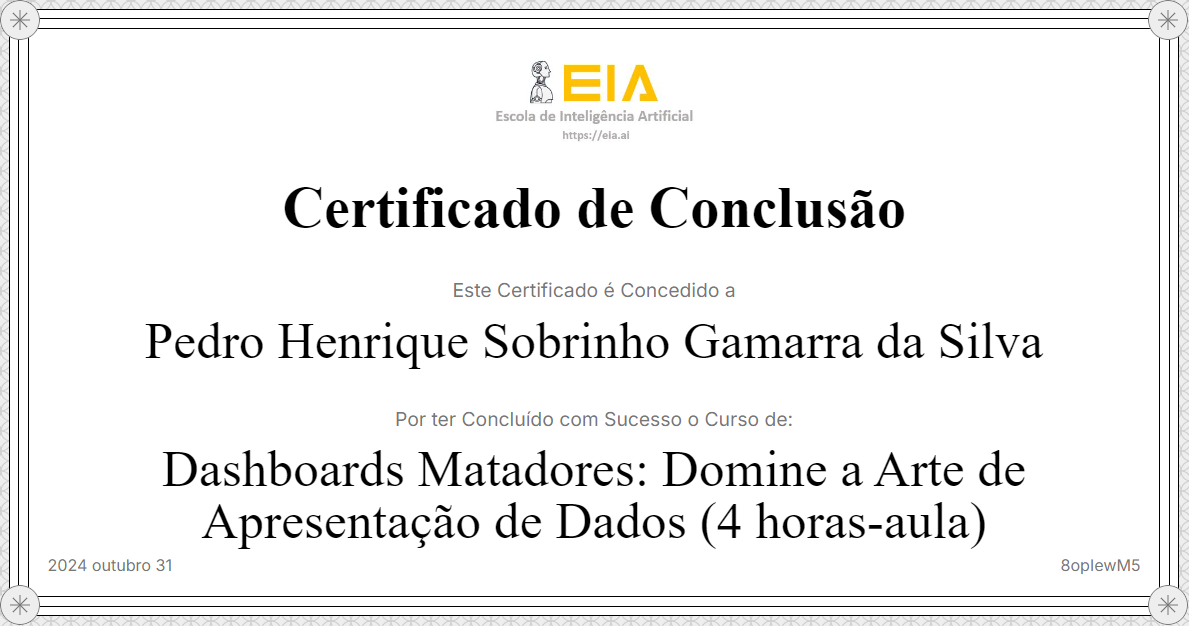 EIA
Escola de Inteligência Artificial
https://eia.ai
Certificado de Conclusão
Este Certificado é Concedido a
Pedro Henrique Sobrinho Gamarra da Silva
Por ter Concluído com Sucesso o Curso de:
Dashboards Matadores: Domine a Arte de
Apresentação de Dados (4 horas-aula)
2024 outubro 31
8oplewM5